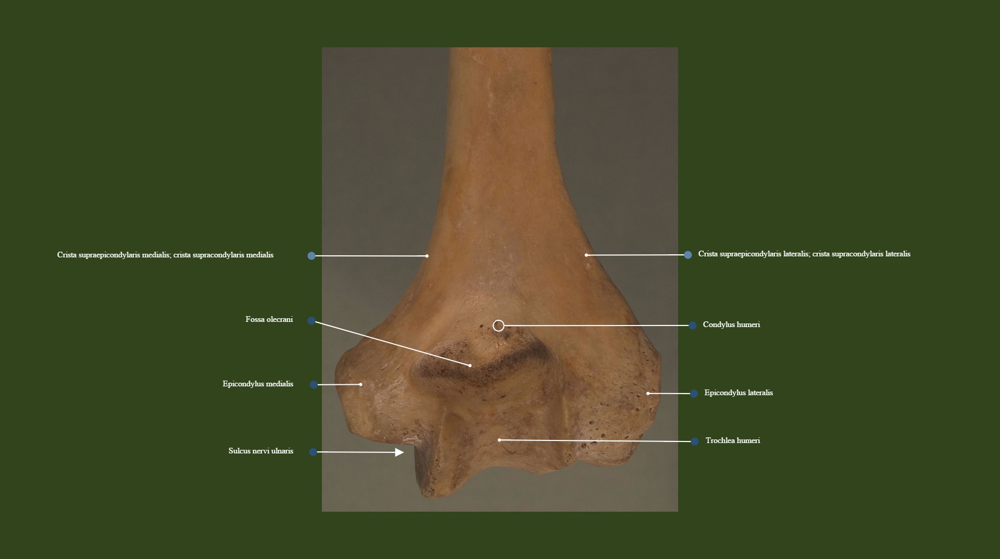 Crista supraepicondylaris medialis; crista supracondylaris medialis
Crista supraepicondylaris lateralis; crista supracondylaris lateralis
Fossa olecrani
Condylus humeri
Epicondylus medialis
Epicondylus lateralis
Sulcus nervi ulnaris
Trochlea humeri